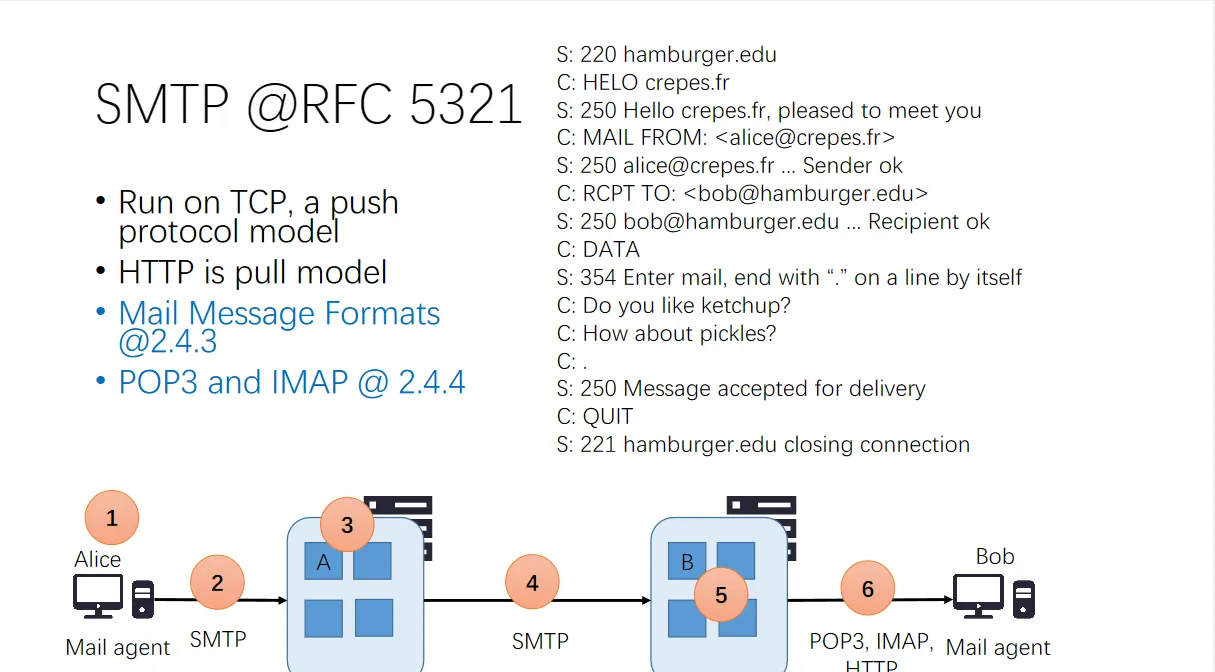 SMTP @RFC 5321
• Run on TCP, a push
protocol model
• HTTP is pull model
• Mail Message Formats
@2.4.3
• POP3 and IMAP @ 2.4.4
S: 220 hamburger.edu
C: HELO crepes.fr
S: 250 Hello crepes.fr, pleased to meet you
C: MAIL FROM: <alice@crepes.fr>
S: 250 alice@crepes.fr ... Sender ok
C: RCPT TO: <bob@hamburger.edu>
S: 250 bob@hamburger.edu ... Recipient ok
C: DATA
S: 354 Enter mail, end with “.” on a line by itself
C: Do you like ketchup?
C: How about pickles?
C: .
S: 250 Message accepted for delivery
C: QUIT
S: 221 hamburger.edu closing connection
1
Alice
Mail agent
2
SMTP
3
A
4
SMTP
B
5
6
POP3, IMAP,
HTTP
Bob
Mail agent